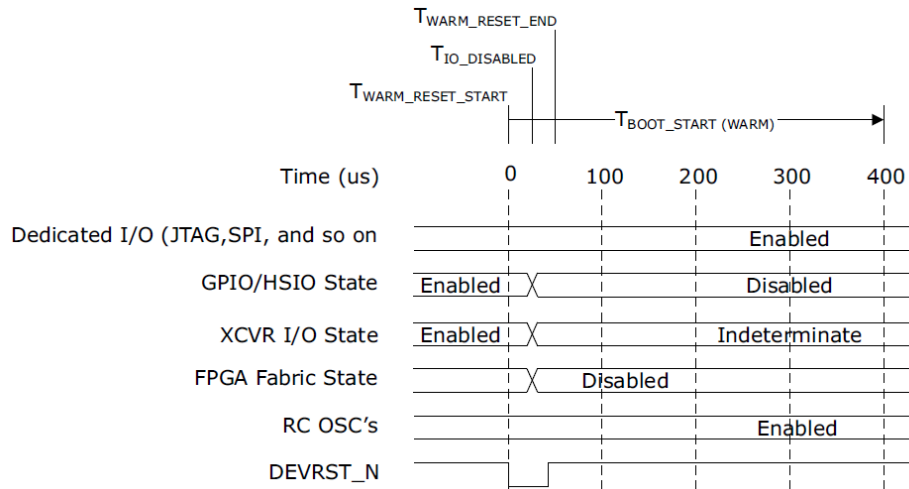 TWARM_RESET_END
TIO_DISABLED
TWARM_RESET_START
TBOOT_START (WARM)
Time (us) 0 100 200 300 400
Dedicated I/O (JTAG,SPI, and so on Enabled
GPIO/HSIO State Enabled Disabled
XCVR I/O State Enabled Indeterminate
FPGA Fabric State Disabled
RC OSC's Enabled
DEVRST_N